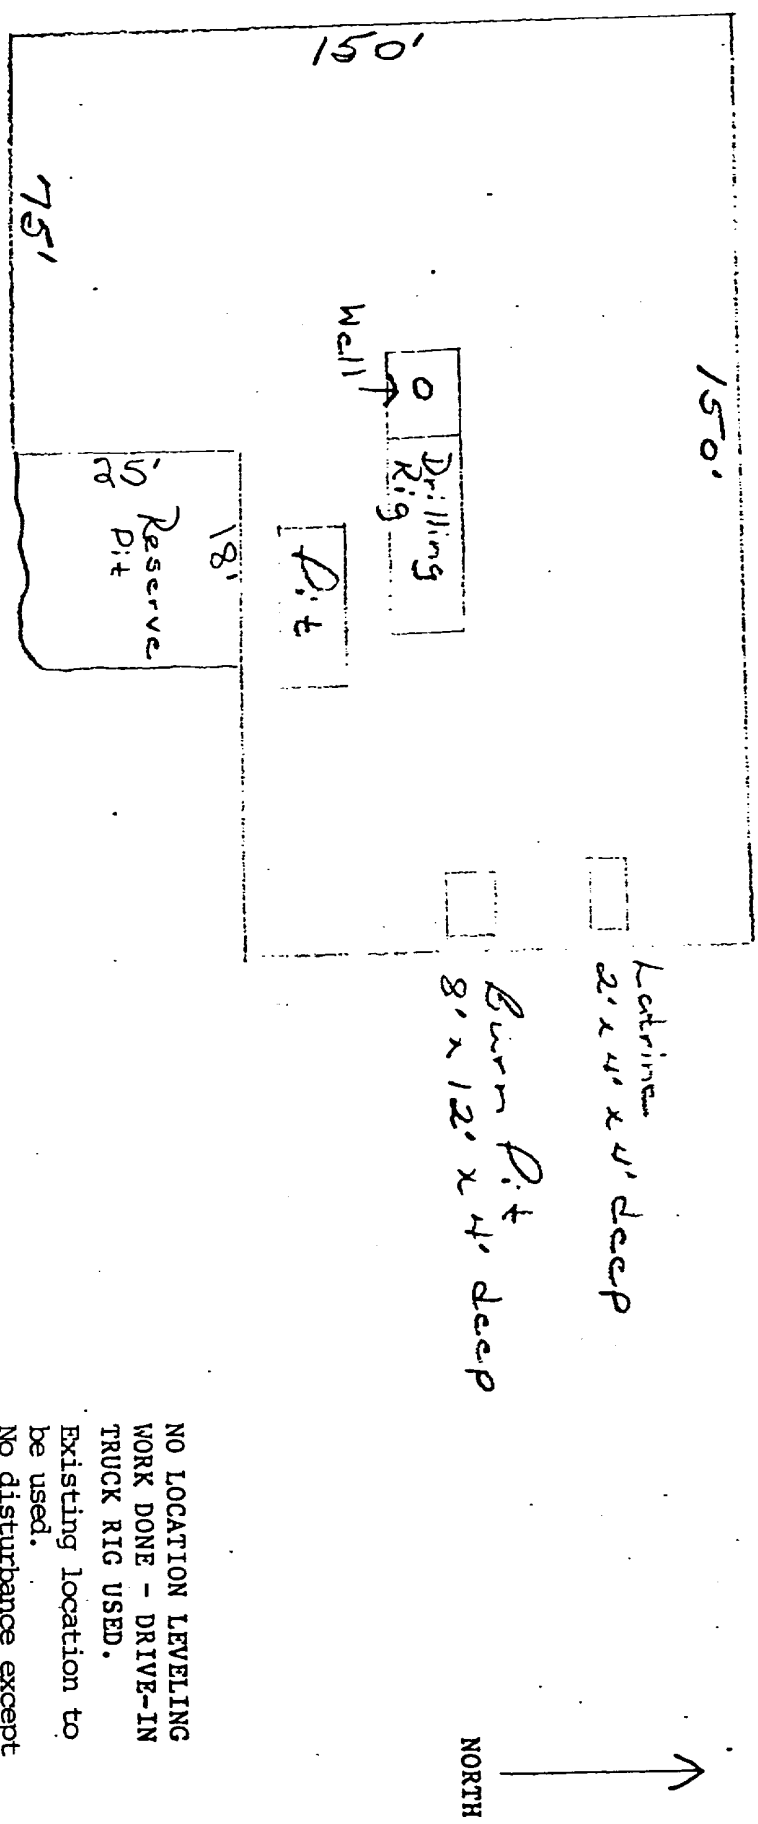 150'
150'
75'
Well
O
Drilling
Rig
Pit
18'
25'
Reserve
Pit
Latrine
2' x 4' x 4' deep
Burn Pit
8' x 12' x 4' deep
NORTH
NO LOCATION LEVELING
WORK DONE - DRIVE-IN
TRUCK RIG USED.
Existing location to
be used.
No disturbance except